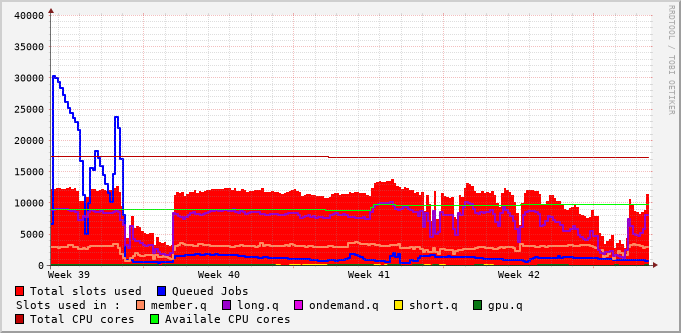 40000
35000
30000
25000
20000
15000
10000
5000
0
Week 39 Week 40 Week 41 Week 42
RRDTOOL / TOBI OETIKER
Total slots used Queued Jobs
Slots used in : member.q long.q ondemand.q short.q gpu.q
Total CPU cores Availale CPU cores